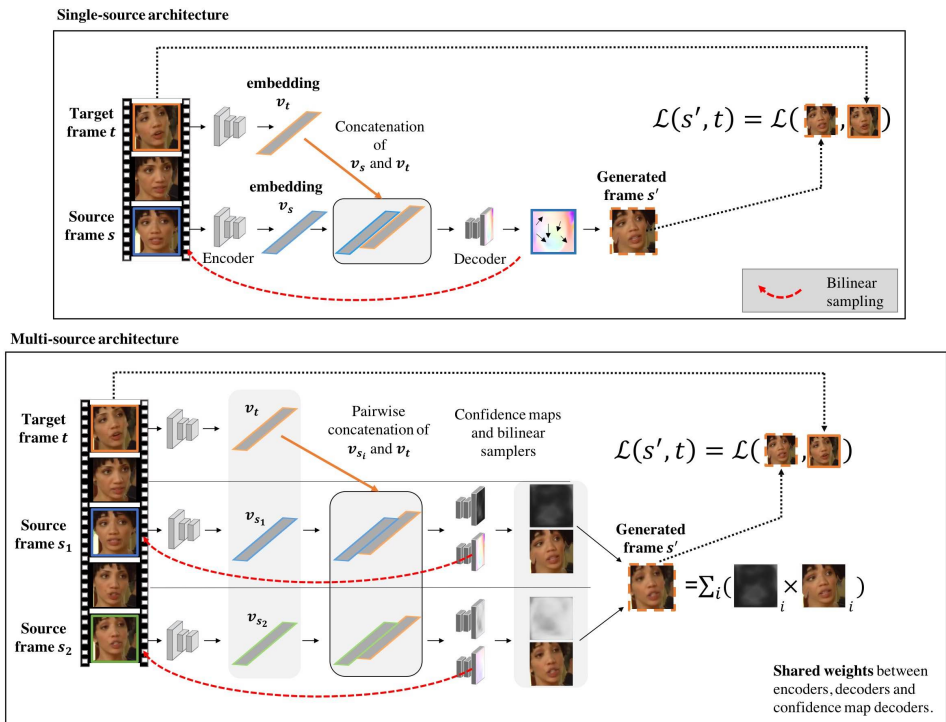 Single-source architecture
Target
frame t
embedding
v_t
Concatenation
of
v_s and v_t
Source
frame s
embedding
v_s
Encoder
Decoder
Generated
frame s′
ℒ(s′, t) = ℒ( , )
Bilinear
sampling
Multi-source architecture
Target
frame t
v_t
Pairwise
concatenation of
v_{s_i} and v_t
Confidence maps
and bilinear
samplers
ℒ(s′, t) = ℒ( , )
Source
frame s_1
v_{s_1}
Generated
frame s′
=∑_i( _i × _i )
Source
frame s_2
v_{s_2}
Shared weights between
encoders, decoders and
confidence map decoders.